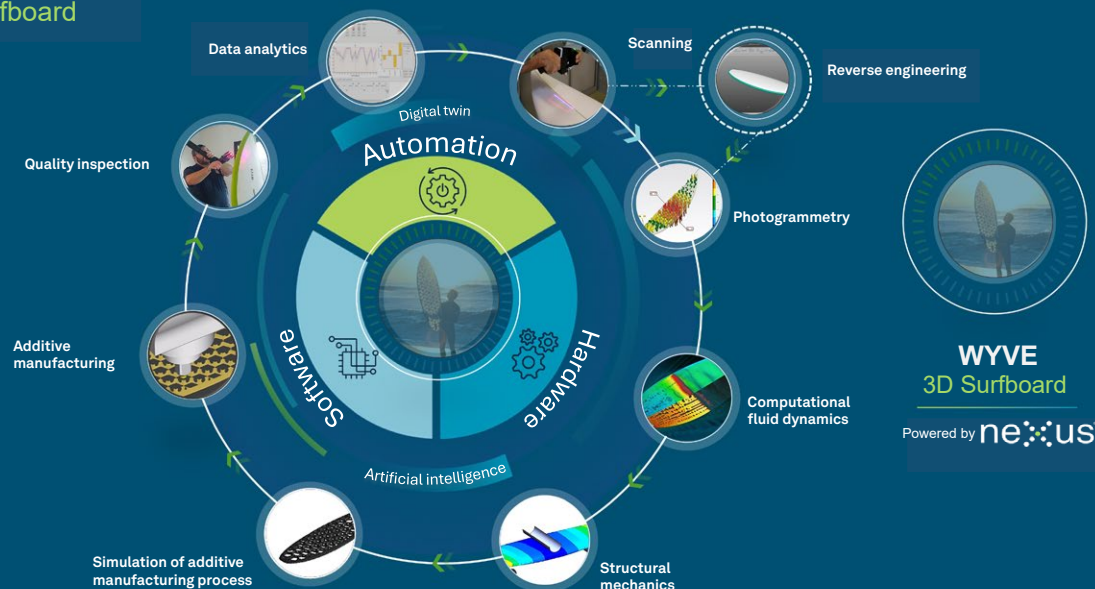 fboard
Data analytics
Scanning
Reverse engineering
Digital twin
Automation
Quality inspection
Photogrammetry
Additive
manufacturing
Software
Hardware
WYVE
3D Surfboard
Computational
fluid dynamics
Powered by nexus
Artificial intelligence
Simulation of additive
manufacturing process
Structural
mechanics